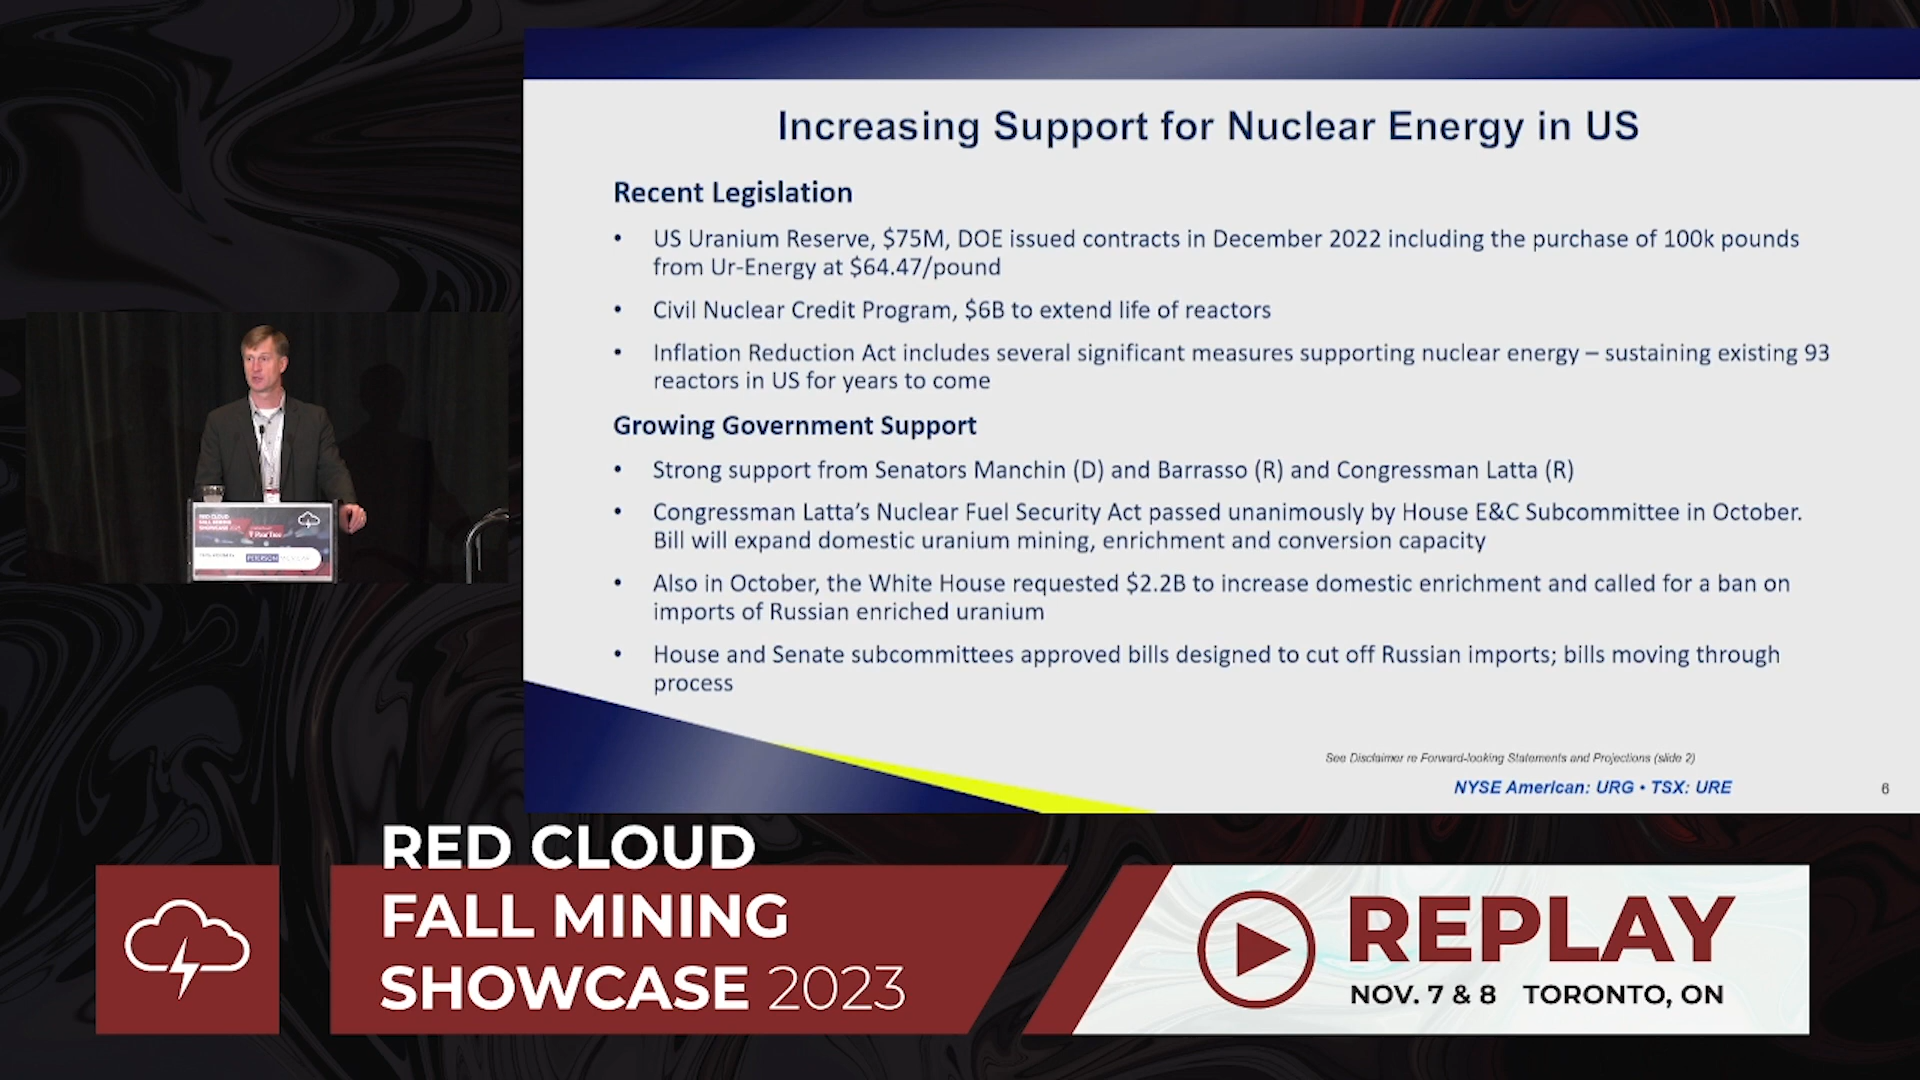 Increasing Support for Nuclear Energy in US
Recent Legislation
• US Uranium Reserve, $75M, DOE issued contracts in December 2022 including the purchase of 100k pounds
from Ur-Energy at $64.47/pound
• Civil Nuclear Credit Program, $6B to extend life of reactors
• Inflation Reduction Act includes several significant measures supporting nuclear energy – sustaining existing 93
reactors in US for years to come
Growing Government Support
• Strong support from Senators Manchin (D) and Barrasso (R) and Congressman Latta (R)
• Congressman Latta’s Nuclear Fuel Security Act passed unanimously by House E&C Subcommittee in October.
Bill will expand domestic uranium mining, enrichment and conversion capacity
• Also in October, the White House requested $2.2B to increase domestic enrichment and called for a ban on
imports of Russian enriched uranium
• House and Senate subcommittees approved bills designed to cut off Russian imports; bills moving through
process
See Disclaimer re Forward-looking Statements and Projections (slide 2)
NYSE American: URG • TSX: URE
6
RED CLOUD
FALL MINING
SHOWCASE
RED CLOUD
FALL MINING
SHOWCASE 2023
REPLAY
NOV. 7 & 8 TORONTO, ON